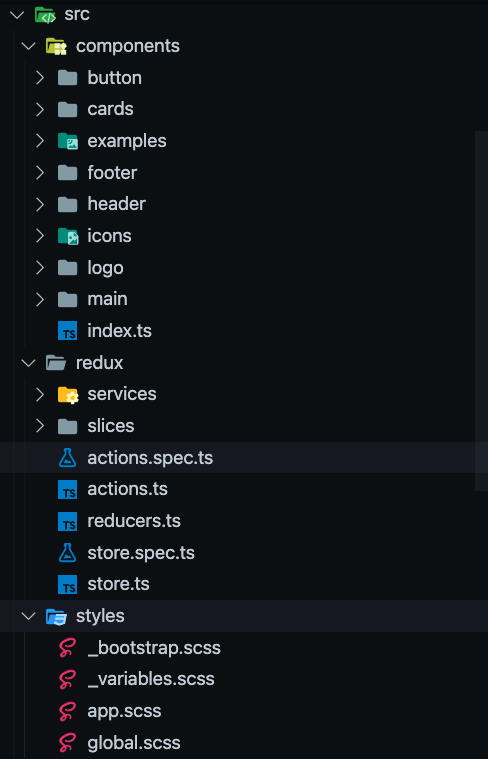 src
components
button
cards
examples
footer
header
icons
logo
main
TS index.ts
redux
services
slices
actions.spec.ts
TS actions.ts
TS reducers.ts
store.spec.ts
TS store.ts
styles
_bootstrap.scss
_variables.scss
app.scss
global.scss